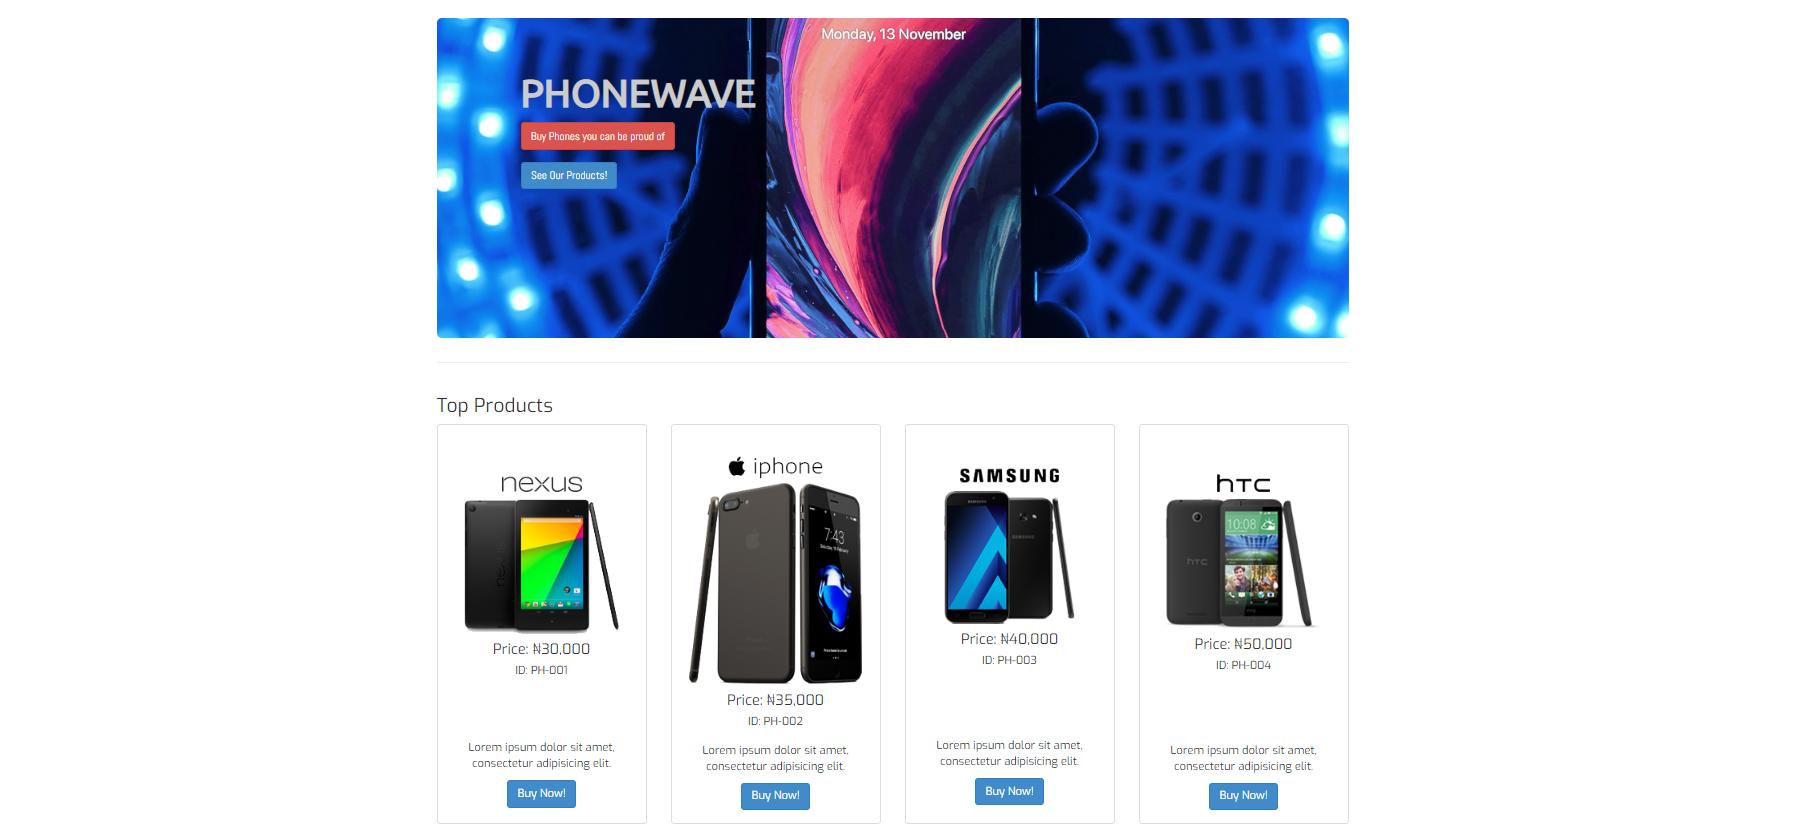 Monday, 13 November
PHONEWAVE
Buy Phones you can be proud of
See Our Products!
Top Products
nexus
Price: ₦30,000
ID: PH-001
Lorem ipsum dolor sit amet,
consectetur adipisicing elit.
Buy Now!
iphone
7:43
Price: ₦35,000
ID: PH-002
Lorem ipsum dolor sit amet,
consectetur adipisicing elit.
Buy Now!
SAMSUNG
SAMSUNG
Price: ₦40,000
ID: PH-003
Lorem ipsum dolor sit amet,
consectetur adipisicing elit.
Buy Now!
hTC
10:08
hTC
Price: ₦50,000
ID: PH-004
Lorem ipsum dolor sit amet,
consectetur adipisicing elit.
Buy Now!